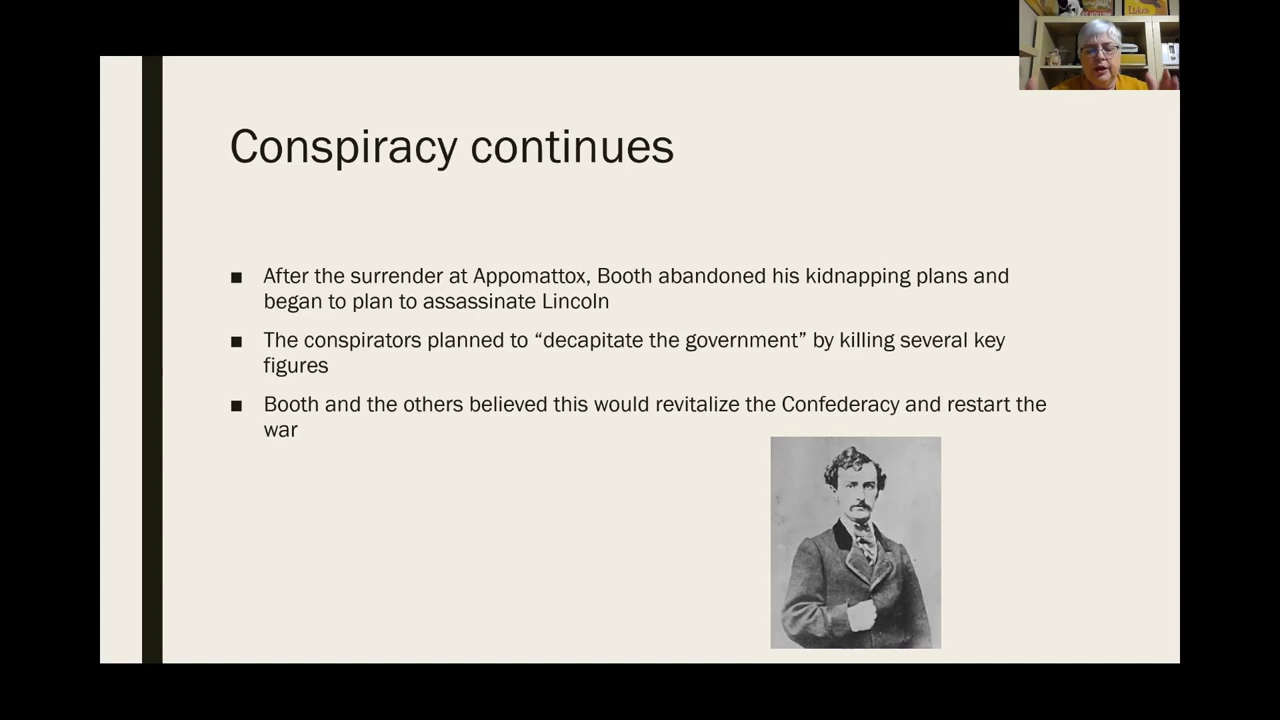 Conspiracy continues
■ After the surrender at Appomattox, Booth abandoned his kidnapping plans and
began to plan to assassinate Lincoln
■ The conspirators planned to “decapitate the government” by killing several key
figures
■ Booth and the others believed this would revitalize the Confederacy and restart the
war